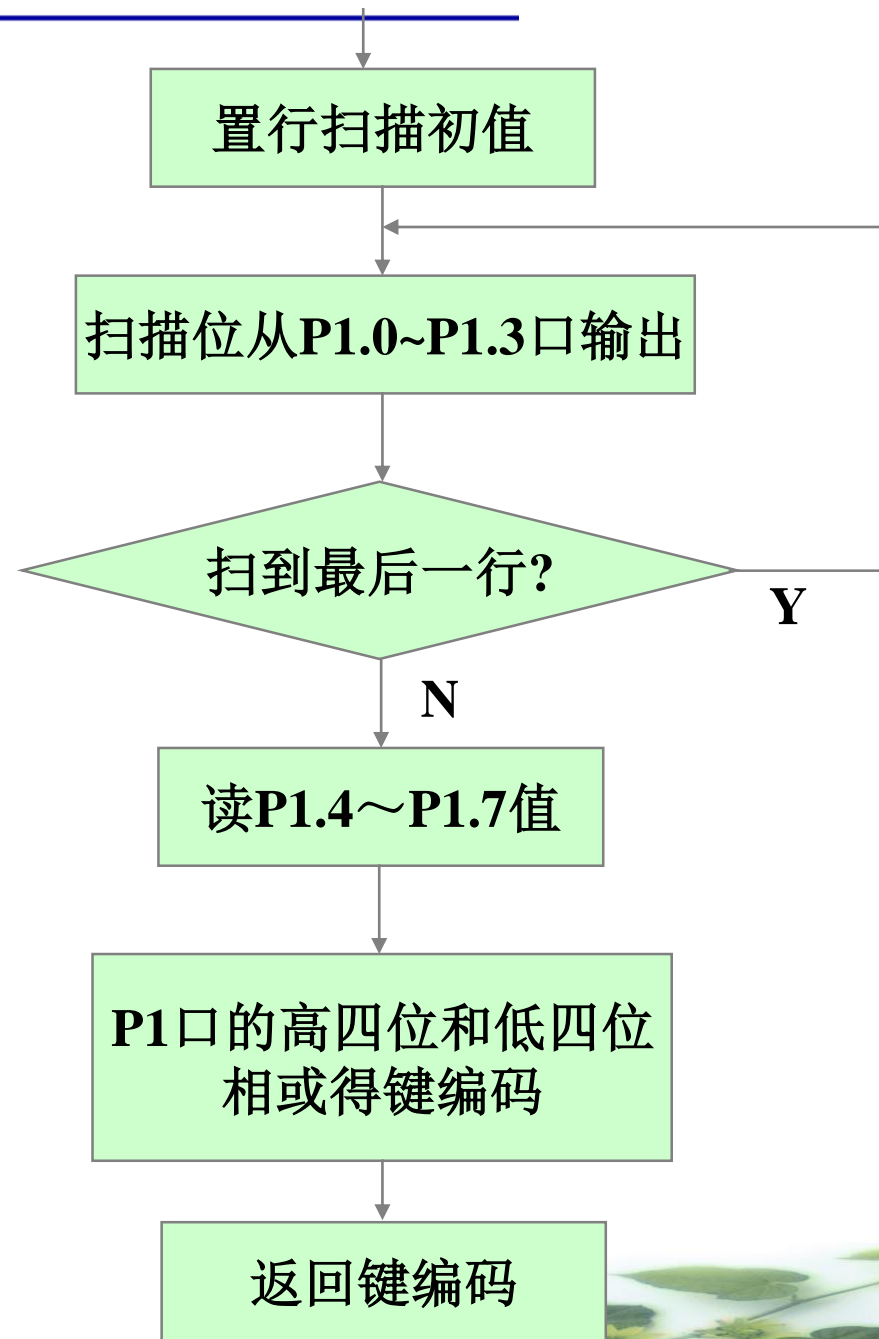 置行扫描初值
扫描位从P1.0~P1.3口输出
扫到最后一行?
Y
N
读P1.4～P1.7值
P1口的高四位和低四位
相或得键编码
返回键编码